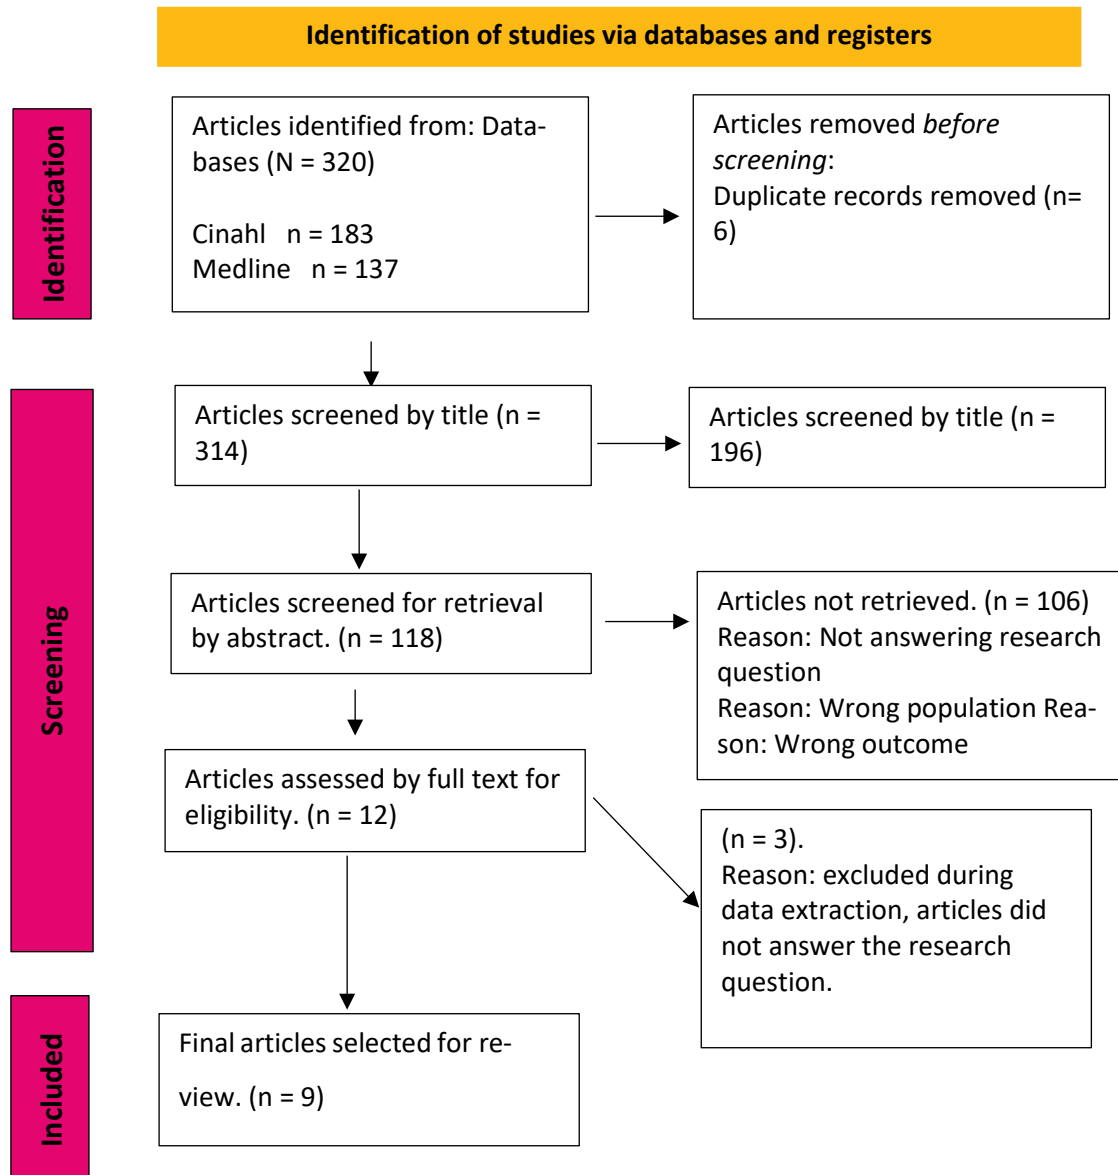 Identification of studies via databases and registers
Identification
Articles identified from: Data-
bases (N = 320)
Cinahl   n = 183
Medline   n = 137
Articles removed before
screening:
Duplicate records removed (n=
6)
Screening
Articles screened by title (n =
314)
Articles screened by title (n =
196)
Articles screened for retrieval
by abstract. (n = 118)
Articles not retrieved. (n = 106)
Reason: Not answering research
question
Reason: Wrong population Rea-
son: Wrong outcome
Articles assessed by full text for
eligibility. (n = 12)
(n = 3).
Reason: excluded during
data extraction, articles did
not answer the research
question.
Included
Final articles selected for re-
view. (n = 9)